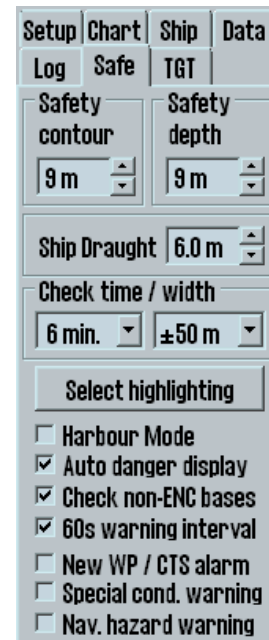 Setup Chart Ship Data
Log Safe TGT
Safety contour
9 m
Safety depth
9 m
Ship Draught 6.0 m
Check time / width
6 min. ±50 m
Select highlighting
Harbour Mode
Auto danger display
Check non-ENC bases
60s warning interval
New WP / CTS alarm
Special cond. warning
Nav. hazard warning